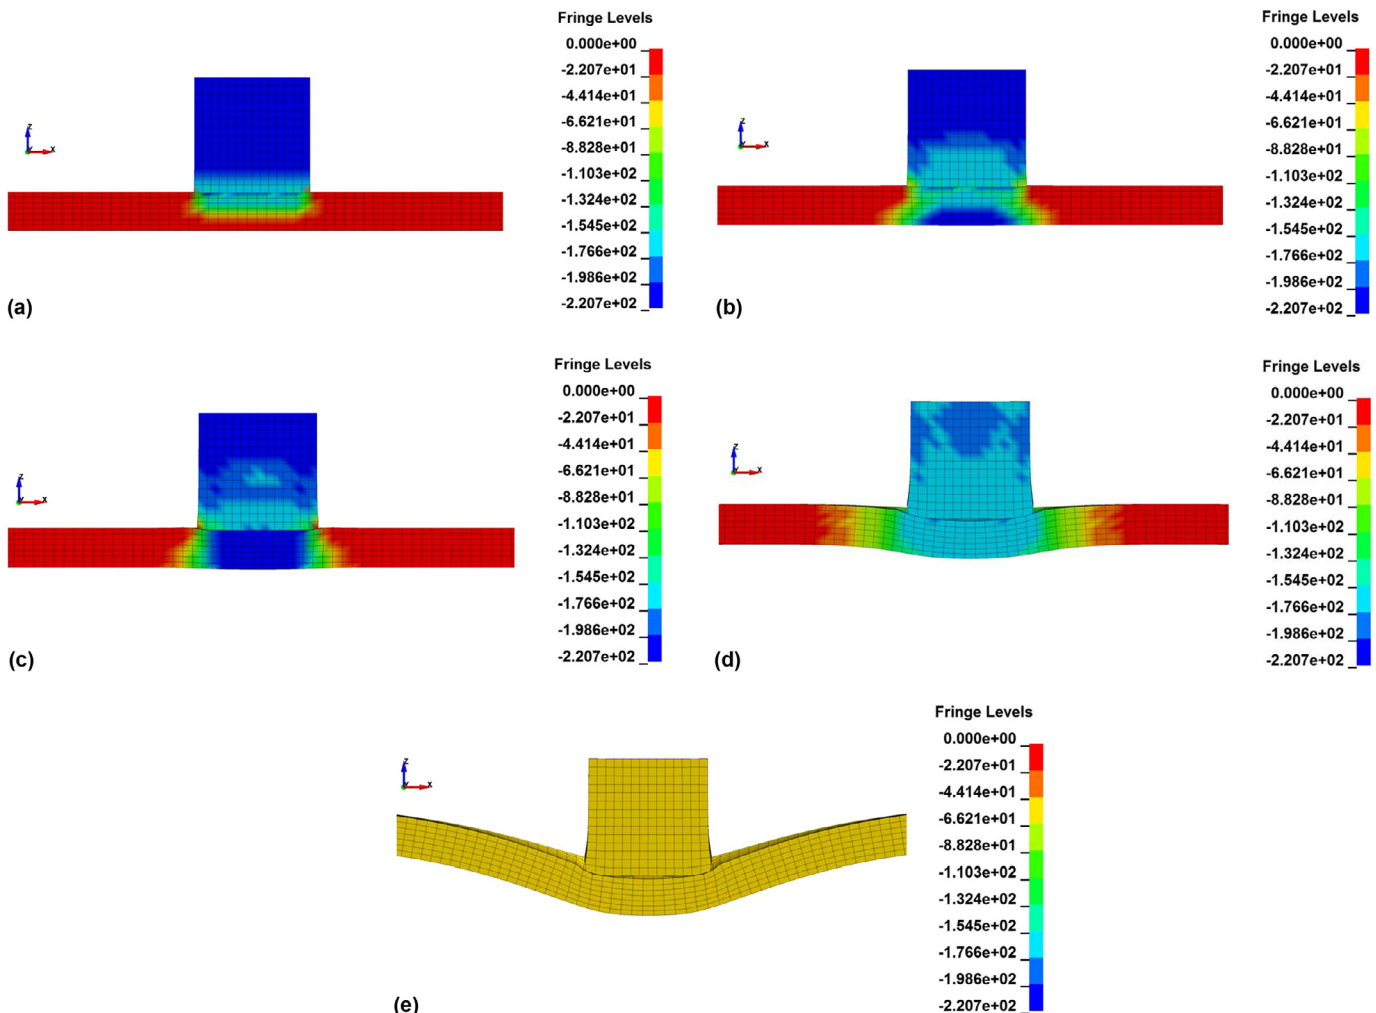 Fringe Levels
0.000e+00
-2.207e+01
-4.414e+01
-6.621e+01
-8.828e+01
-1.103e+02
-1.324e+02
-1.545e+02
-1.766e+02
-1.986e+02
-2.207e+02
Z
Y
X
(a)
Fringe Levels
0.000e+00
-2.207e+01
-4.414e+01
-6.621e+01
-8.828e+01
-1.103e+02
-1.324e+02
-1.545e+02
-1.766e+02
-1.986e+02
-2.207e+02
Z
Y
X
(b)
Fringe Levels
0.000e+00
-2.207e+01
-4.414e+01
-6.621e+01
-8.828e+01
-1.103e+02
-1.324e+02
-1.545e+02
-1.766e+02
-1.986e+02
-2.207e+02
Z
Y
X
(c)
Fringe Levels
0.000e+00
-2.207e+01
-4.414e+01
-6.621e+01
-8.828e+01
-1.103e+02
-1.324e+02
-1.545e+02
-1.766e+02
-1.986e+02
-2.207e+02
Z
Y
X
(d)
Fringe Levels
0.000e+00
-2.207e+01
-4.414e+01
-6.621e+01
-8.828e+01
-1.103e+02
-1.324e+02
-1.545e+02
-1.766e+02
-1.986e+02
-2.207e+02
Z
Y
X
(e)